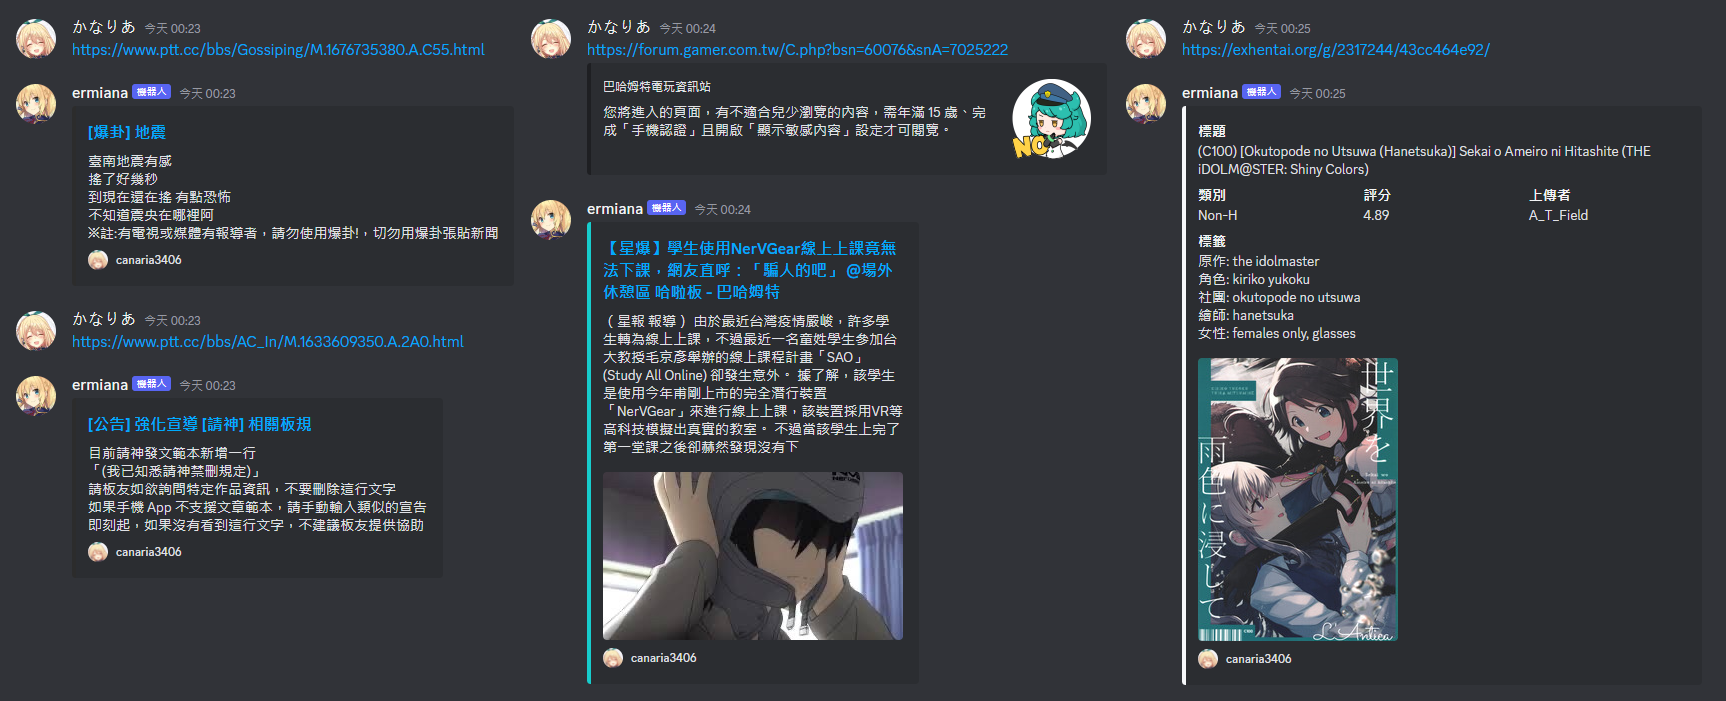 かなりあ 今天 00:23
https://www.ptt.cc/bbs/Gossiping/M.1676735380.A.C55.html
ermiana 機器人 今天 00:23
[爆卦] 地震
臺南地震有感
搖了好幾秒
到現在還在搖 有點恐怖
不知道震央在哪裡阿
※註:有電視或媒體有報導者，請勿使用爆卦!，切勿用爆卦張貼新聞
canaria3406
かなりあ 今天 00:23
https://www.ptt.cc/bbs/AC_In/M.1633609350.A.2A0.html
ermiana 機器人 今天 00:23
[公告] 強化宣導 [請神] 相關板規
目前請神發文範本新增一行
「(我已知悉請神禁刪規定)」
請板友如欲詢問特定作品資訊，不要刪除這行文字
如果手機 App 不支援文章範本，請手動輸入類似的宣告
即刻起，如果沒有看到這行文字，不建議板友提供協助
canaria3406
かなりあ 今天 00:24
https://forum.gamer.com.tw/C.php?bsn=60076&snA=7025222
巴哈姆特電玩資訊站
您將進入的頁面，有不適合兒少瀏覽的內容，需年滿 15 歲、完
成「手機認證」且開啟「顯示敏感內容」設定才可閱覽。
NO
ermiana 機器人 今天 00:24
【星爆】學生使用NerVGear線上上課竟無
法下課，網友直呼：「騙人的吧」 @場外
休憩區 哈啦板 - 巴哈姆特
（星報 報導） 由於最近台灣疫情嚴峻，許多學
生轉為線上上課，不過最近一名童姓學生參加台
大教授毛京彥舉辦的線上課程計畫「SAO」
(Study All Online) 卻發生意外。 據了解，該學生
是使用今年甫剛上市的完全潛行裝置
「NerVGear」來進行線上上課，該裝置採用VR等
高科技模擬出真實的教室。 不過當該學生上完了
第一堂課之後卻赫然發現沒有下
canaria3406
かなりあ 今天 00:25
https://exhentai.org/g/2317244/43cc464e92/
ermiana 機器人 今天 00:25
標題
(C100) [Okutopode no Utsuwa (Hanetsuka)] Sekai o Ameiro ni Hitashite (THE
iDOLM@STER: Shiny Colors)
類別 評分 上傳者
Non-H 4.89 A_T_Field
標籤
原作: the idolmaster
角色: kiriko yukoku
社團: okutopode no utsuwa
繪師: hanetsuka
女性: females only, glasses
世界を
雨色に浸して
L'Antica
canaria3406